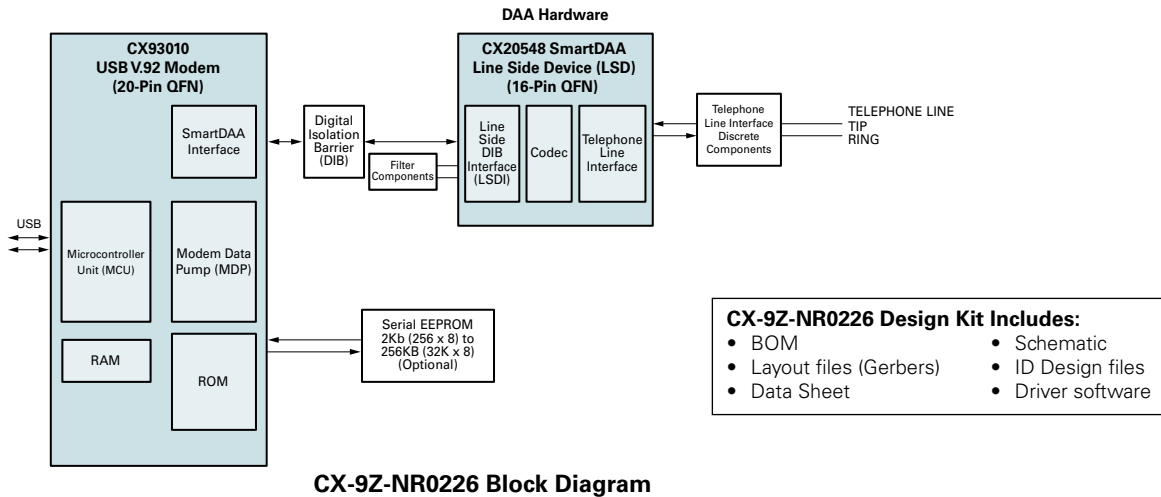 DAA Hardware
CX93010
USB V.92 Modem
(20-Pin QFN)
SmartDAA
Interface
Microcontroller
Unit (MCU)
Modem Data
Pump (MDP)
RAM
ROM
USB
Digital
Isolation
Barrier
(DIB)
Filter
Components
CX20548 SmartDAA
Line Side Device (LSD)
(16-Pin QFN)
Line
Side
DIB
Interface
(LSDI)
Codec
Telephone
Line
Interface
Telephone
Line Interface
Discrete
Components
TELEPHONE LINE
TIP
RING
Serial EEPROM
2Kb (256 x 8) to
256KB (32K x 8)
(Optional)
CX-9Z-NR0226 Design Kit Includes:
• BOM
• Layout files (Gerbers)
• Data Sheet
• Schematic
• ID Design files
• Driver software
CX-9Z-NR0226 Block Diagram